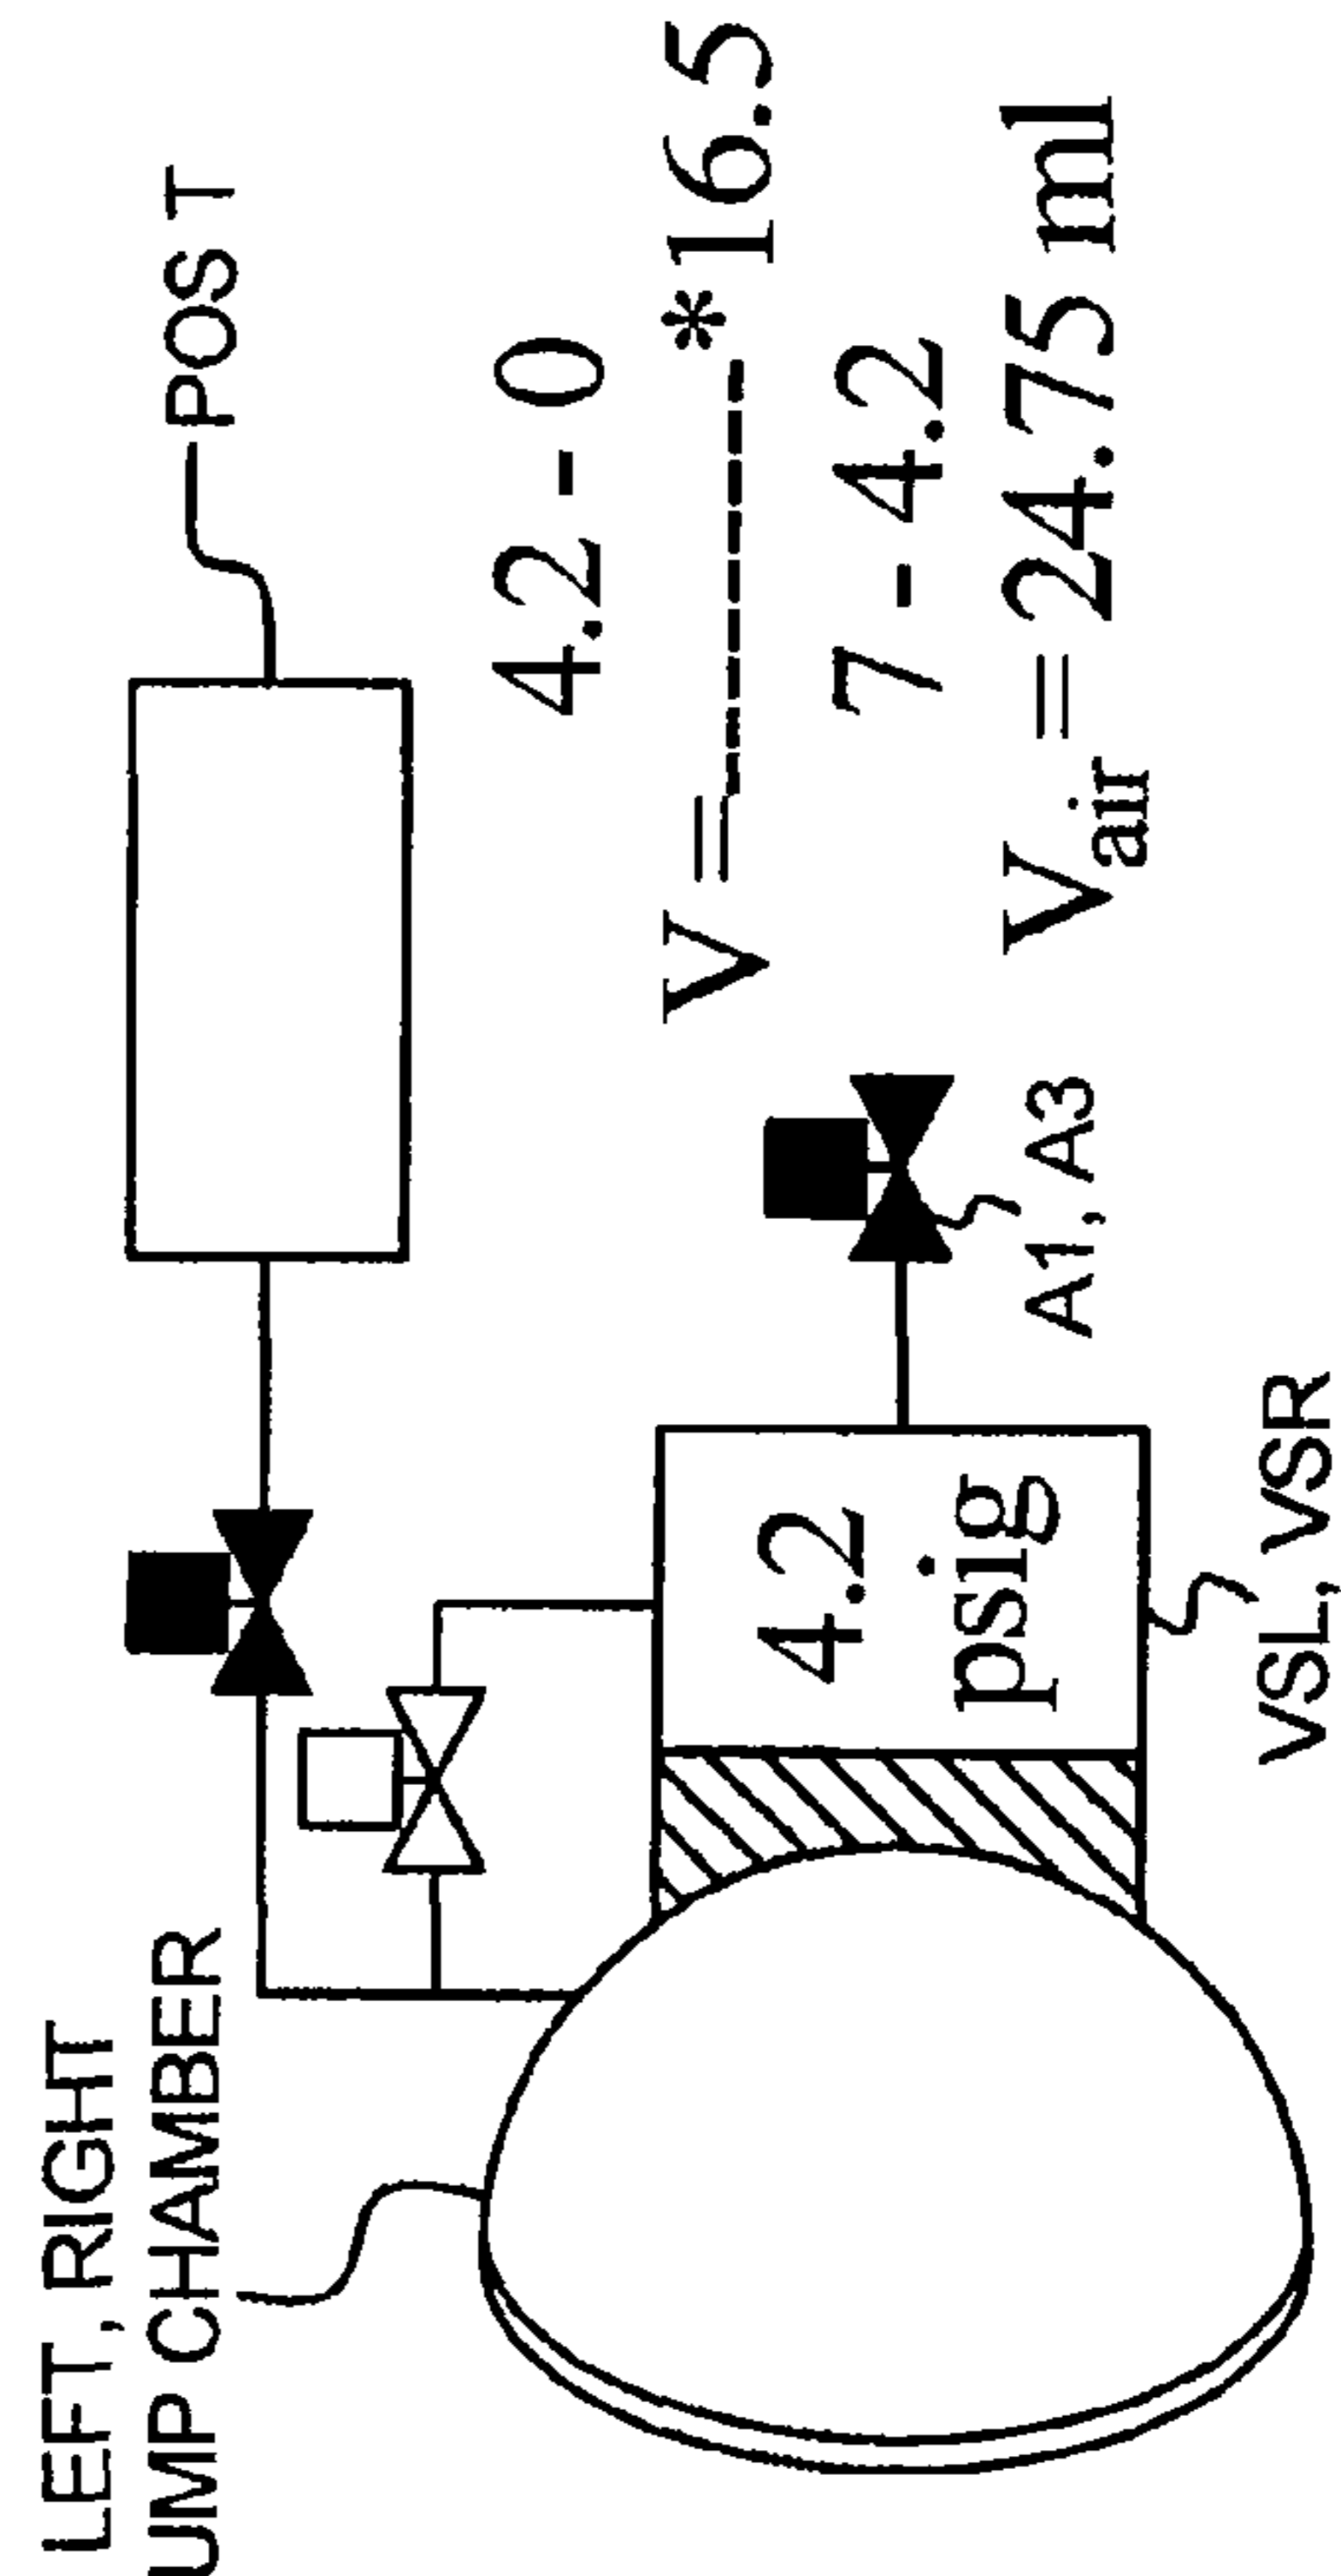 LEFT, RIGHT
UMP CHAMBER
POS T
4.2 - 0
V = --------- *16.5
7 - 4.2
V air = 24.75 ml
4.2
psig
A1, A3
VSL, VSR